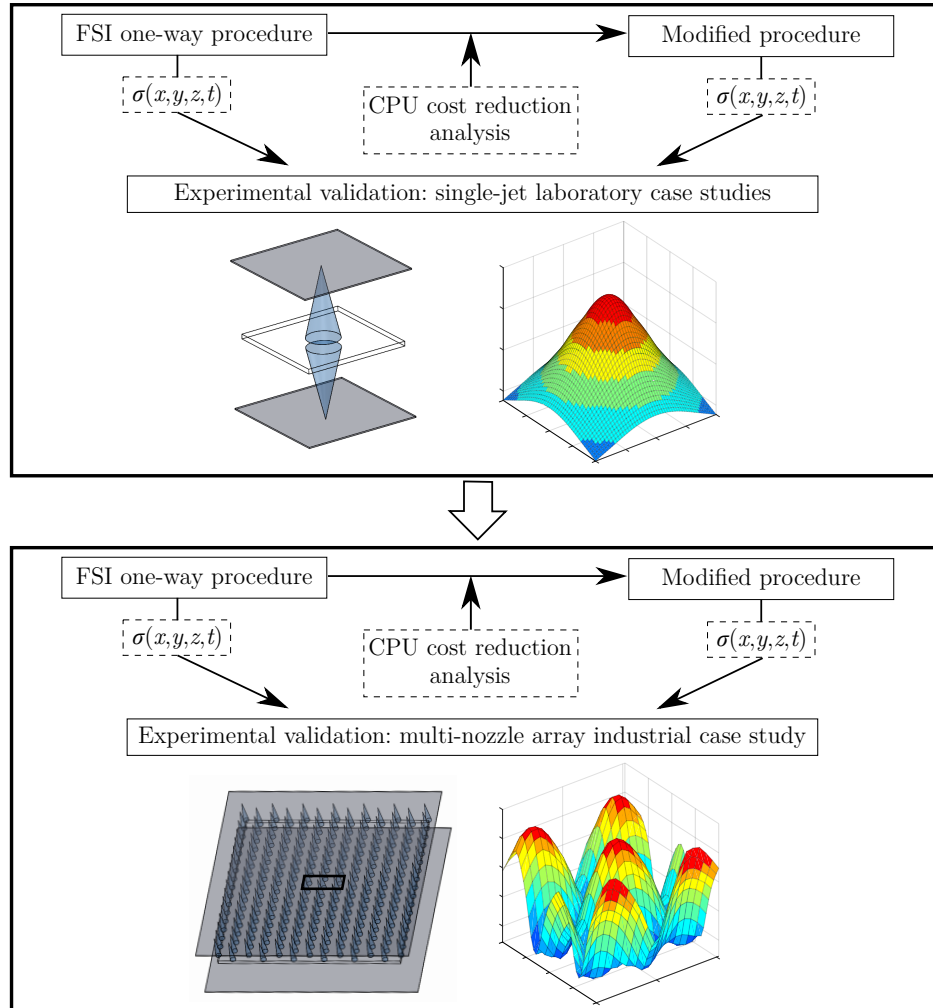 FSI one-way procedure
Modified procedure
σ(x,y,z,t)
CPU cost reduction
analysis
σ(x,y,z,t)
Experimental validation: single-jet laboratory case studies
FSI one-way procedure
Modified procedure
σ(x,y,z,t)
CPU cost reduction
analysis
σ(x,y,z,t)
Experimental validation: multi-nozzle array industrial case study